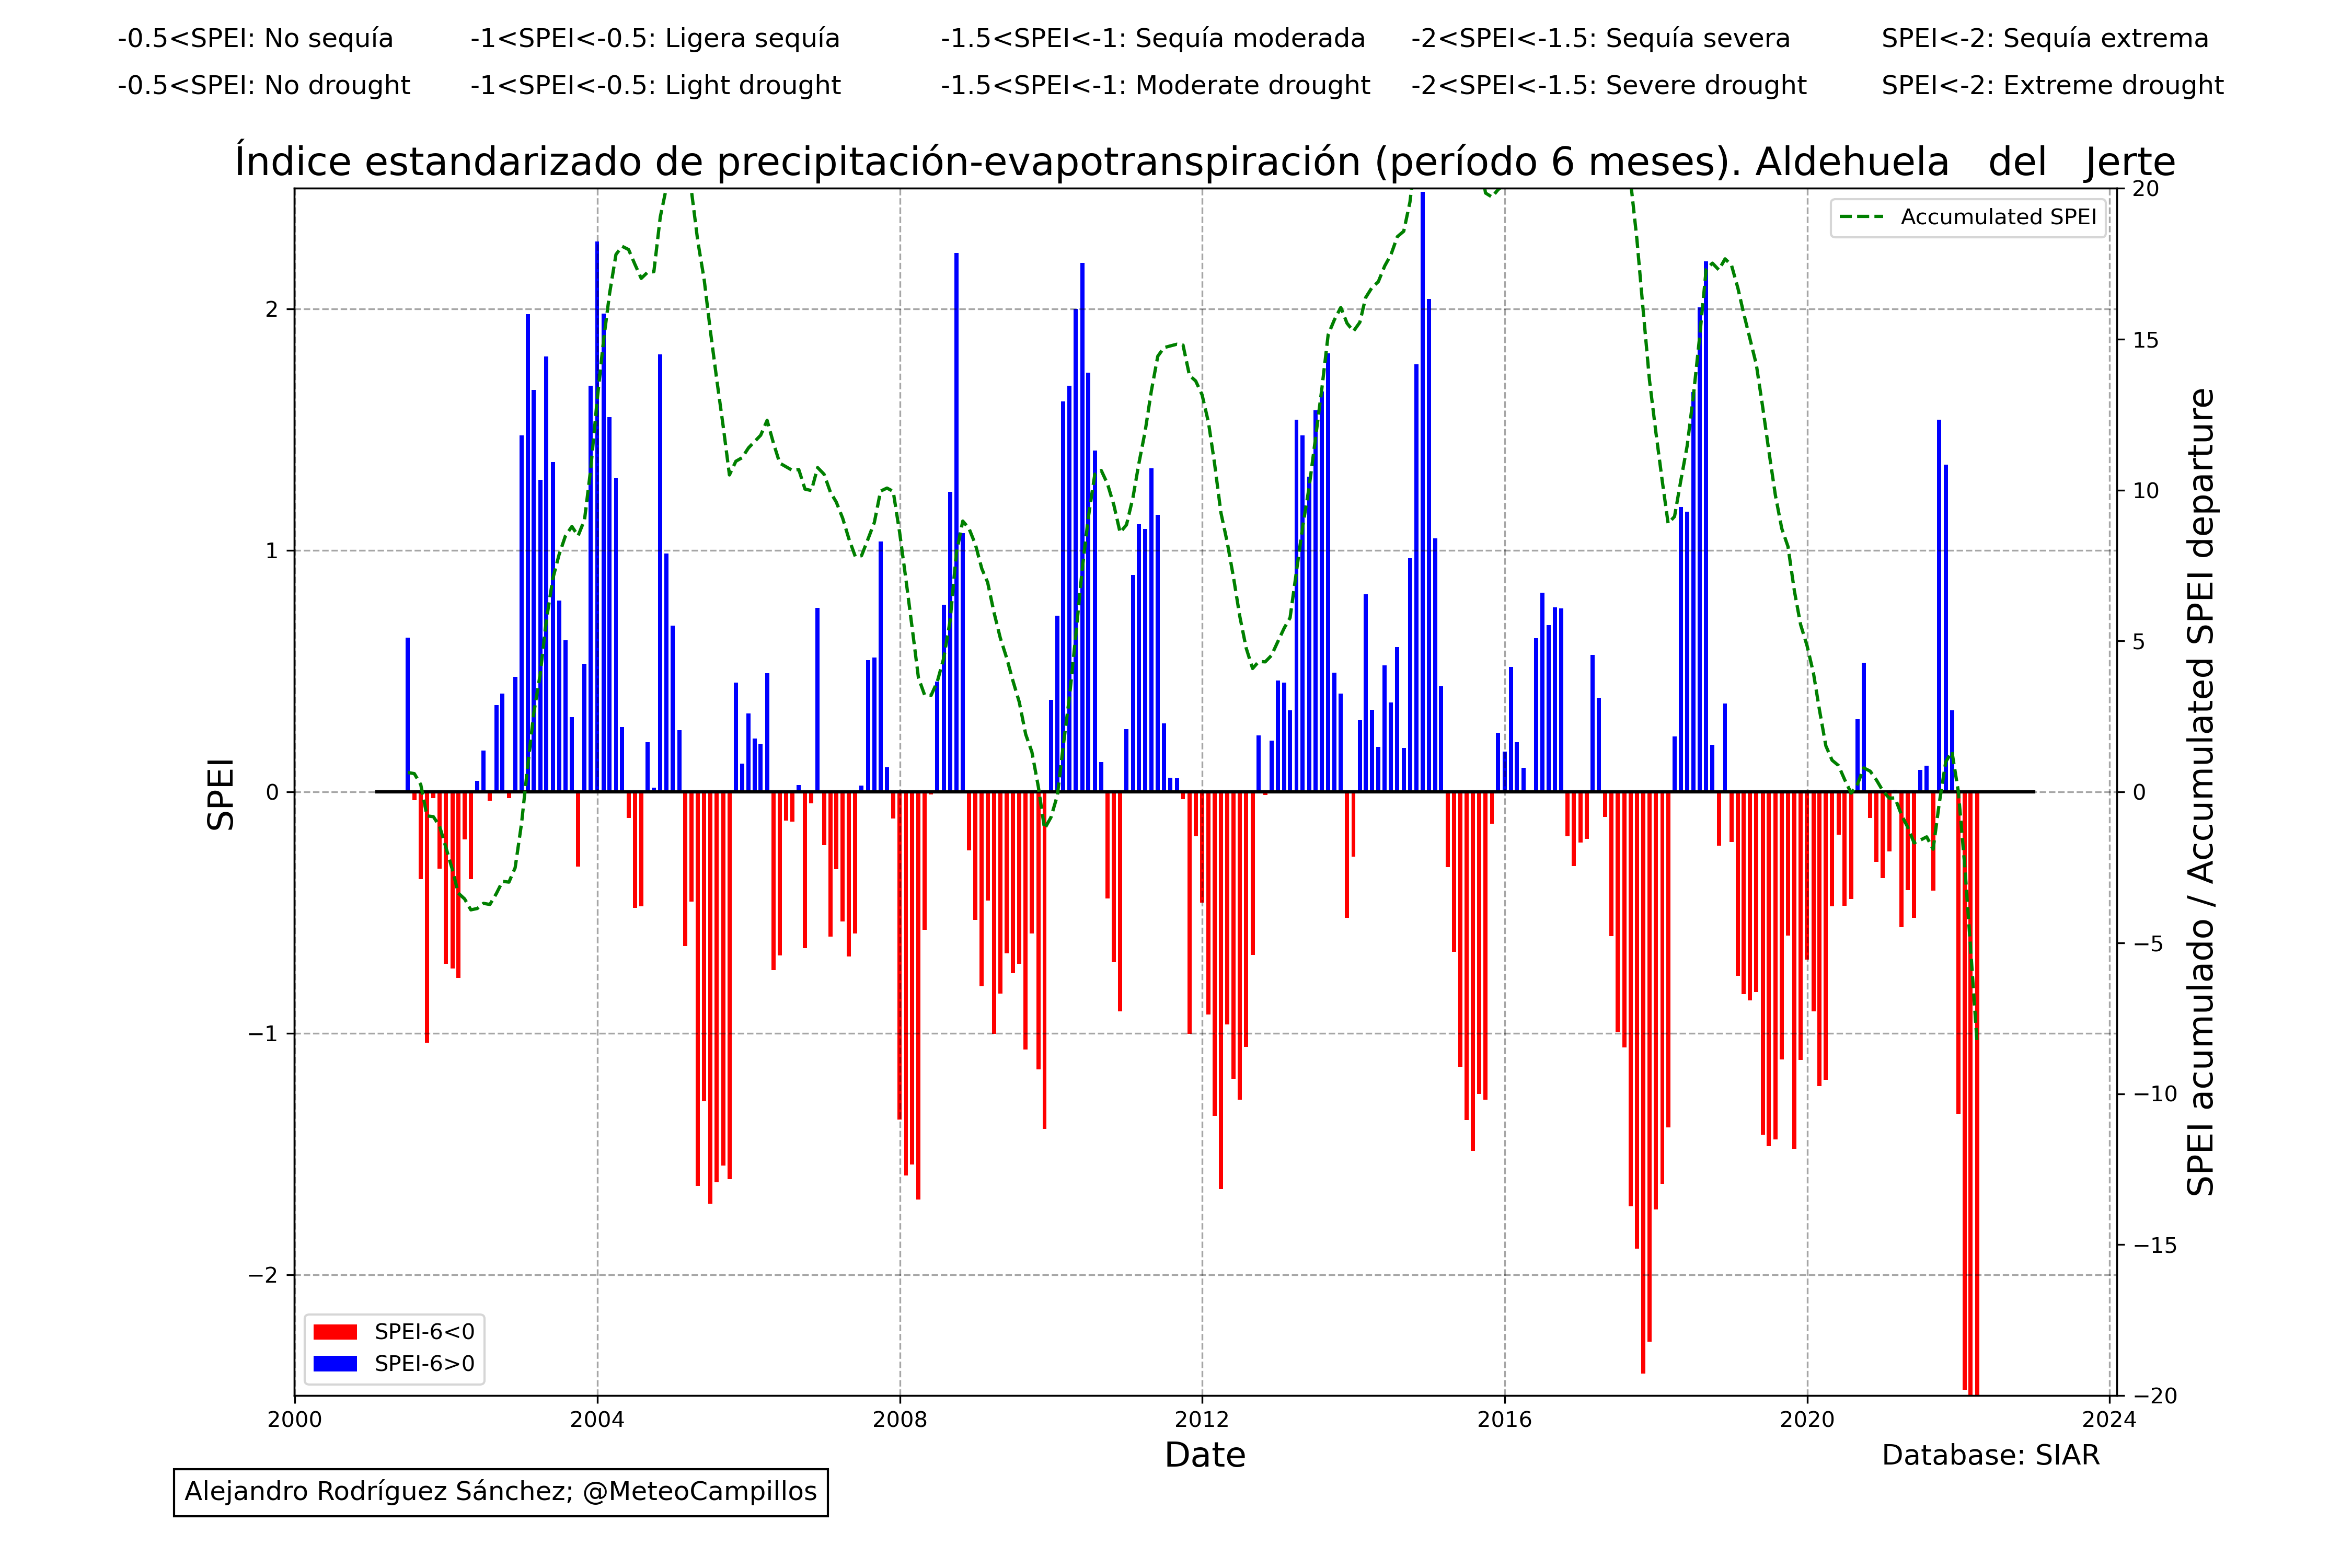 -0.5<SPEI: No sequía -1<SPEI<-0.5: Ligera sequía -1.5<SPEI<-1: Sequía moderada -2<SPEI<-1.5: Sequía severa SPEI<-2: Sequía extrema
-0.5<SPEI: No drought -1<SPEI<-0.5: Light drought -1.5<SPEI<-1: Moderate drought -2<SPEI<-1.5: Severe drought SPEI<-2: Extreme drought
Índice estandarizado de precipitación-evapotranspiración (período 6 meses). Aldehuela del Jerte
Accumulated SPEI
SPEI
2
1
0
−1
−2
20
15
10
5
0
−5
−10
−15
−20
SPEI acumulado / Accumulated SPEI departure
SPEI-6<0
SPEI-6>0
2000 2004 2008 2012 2016 2020 2024
Date
Database: SIAR
Alejandro Rodríguez Sánchez; @MeteoCampillos